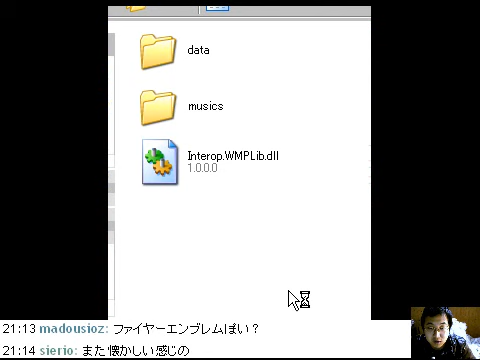 data
musics
Interop.WMPLib.dll
1.0.0.0
21:13 madousioz: ファイヤーエンブレムぽい？
21:14 sierio: また懐かしい感じの